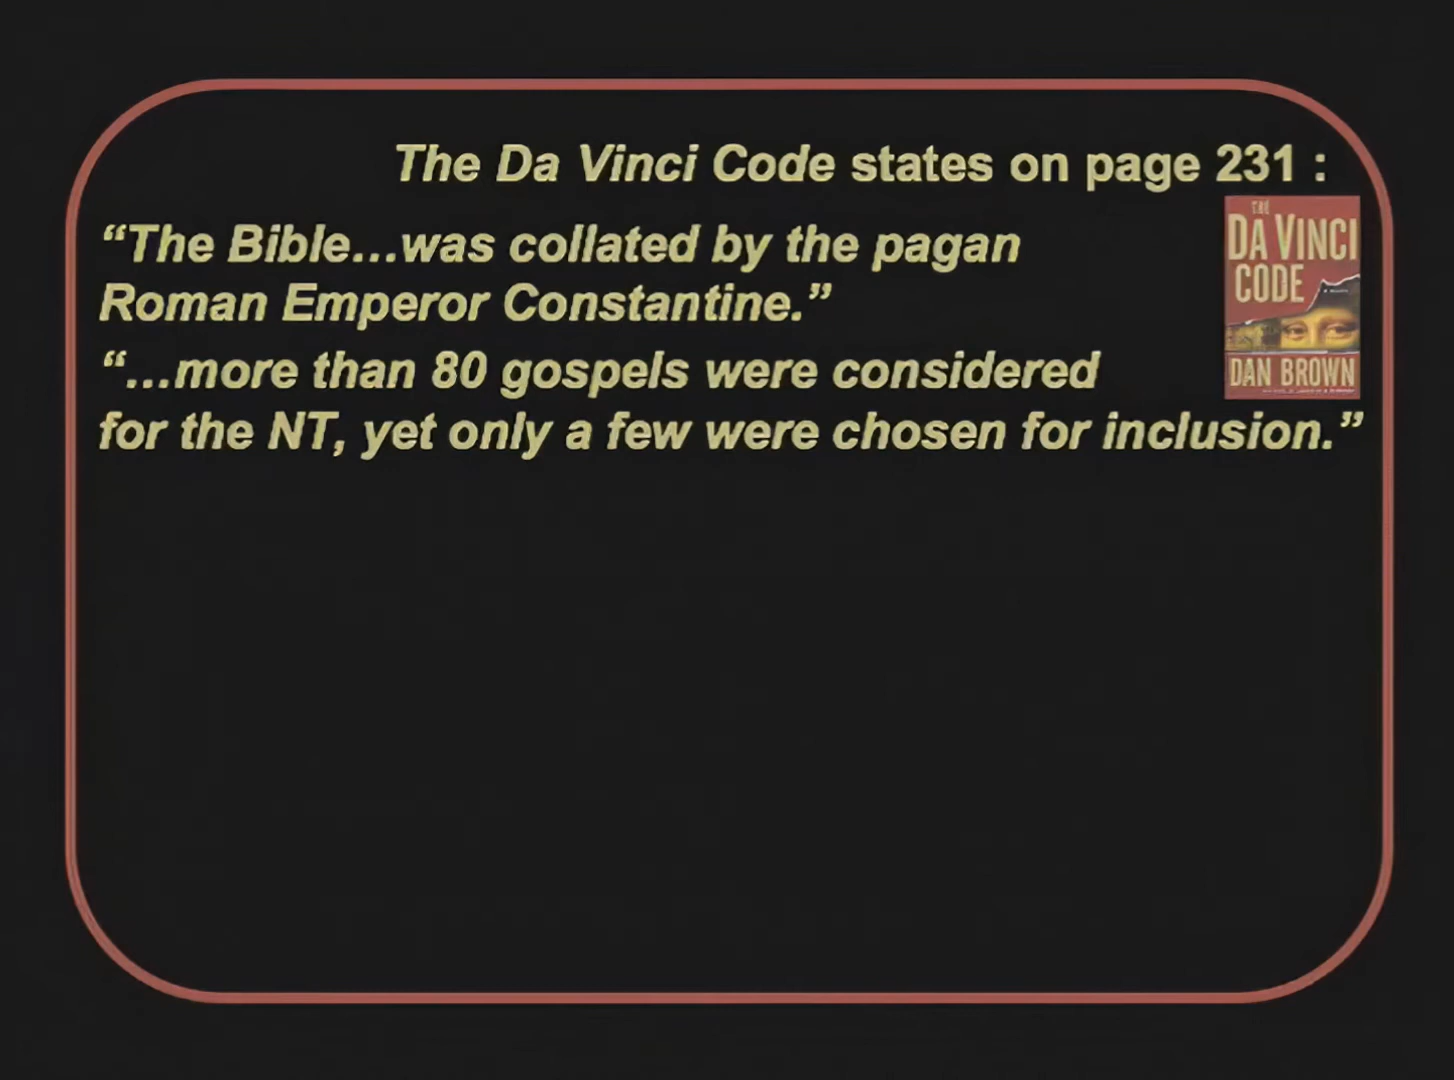 The Da Vinci Code states on page 231 :
“The Bible...was collated by the pagan
Roman Emperor Constantine.”
“...more than 80 gospels were considered
for the NT, yet only a few were chosen for inclusion.”
THE
DA VINCI
CODE
DAN BROWN